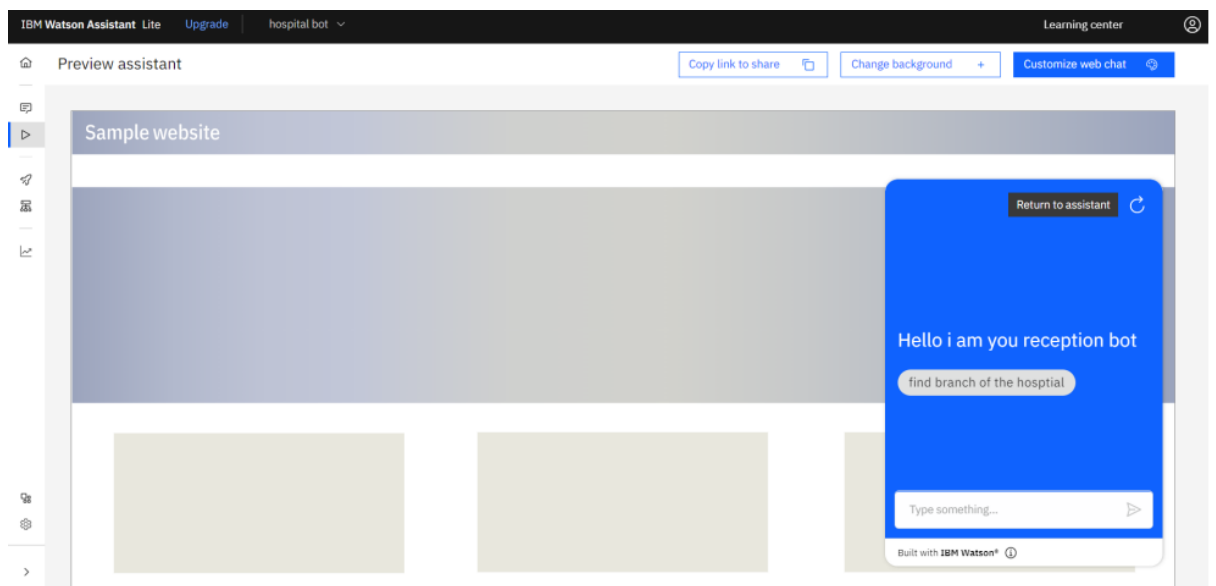 IBM Watson Assistant Lite Upgrade hospital bot Learning center
Preview assistant Copy link to share Change background + Customize web chat
Sample website
Return to assistant
Hello i am you reception bot
find branch of the hosptial
Type something...
Built with IBM Watson®